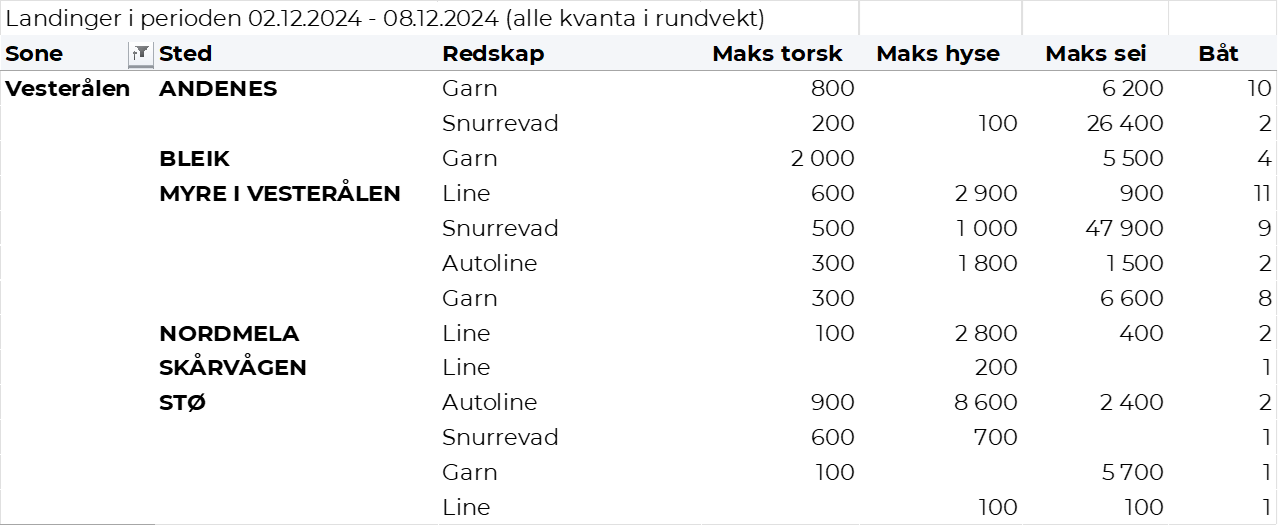 Landinger i perioden 02.12.2024 - 08.12.2024 (alle kvanta i rundvekt)
Sone Sted Redskap Maks torsk Maks hyse Maks sei Båt
Vesterålen ANDENES Garn 800 6 200 10
Snurrevad 200 100 26 400 2
BLEIK Garn 2 000 5 500 4
MYRE I VESTERÅLEN Line 600 2 900 900 11
Snurrevad 500 1 000 47 900 9
Autoline 300 1 800 1 500 2
Garn 300 6 600 8
NORDMELA Line 100 2 800 400 2
SKÅRVÅGEN Line 200 1
STØ Autoline 900 8 600 2 400 2
Snurrevad 600 700 1
Garn 100 5 700 1
Line 100 100 1